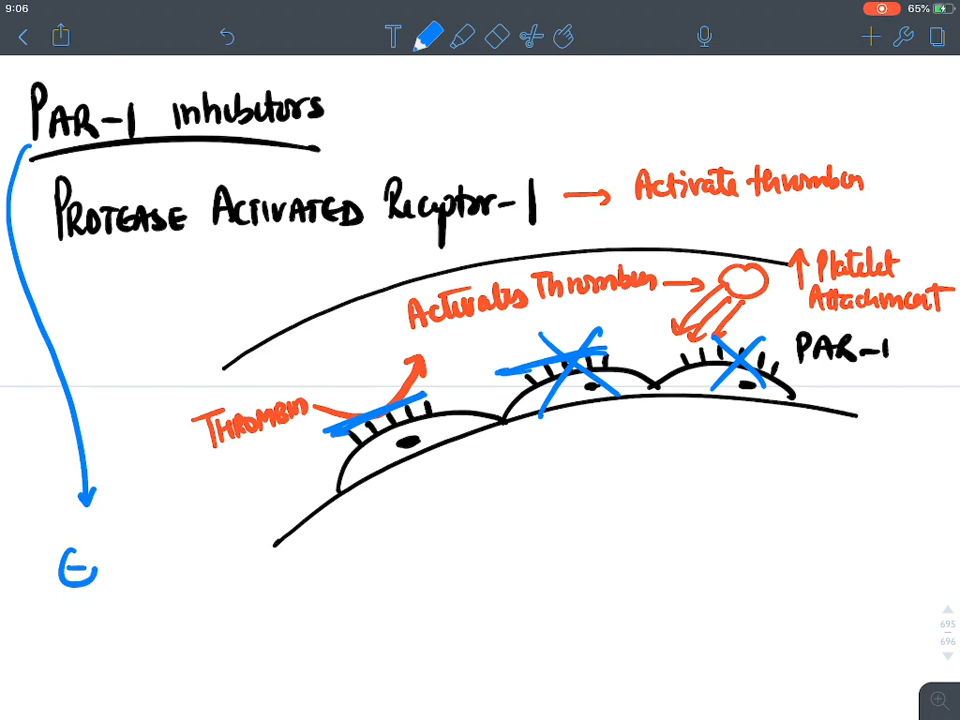 9:06
65%
T
PAR-1 Inhibitors
PROTEASE ACTIVATED Receptor-1 → Activate thrombin
Activates Thrombin →
↑ Platelet
Attachment
PAR-1
THROMBIN
E
695
696